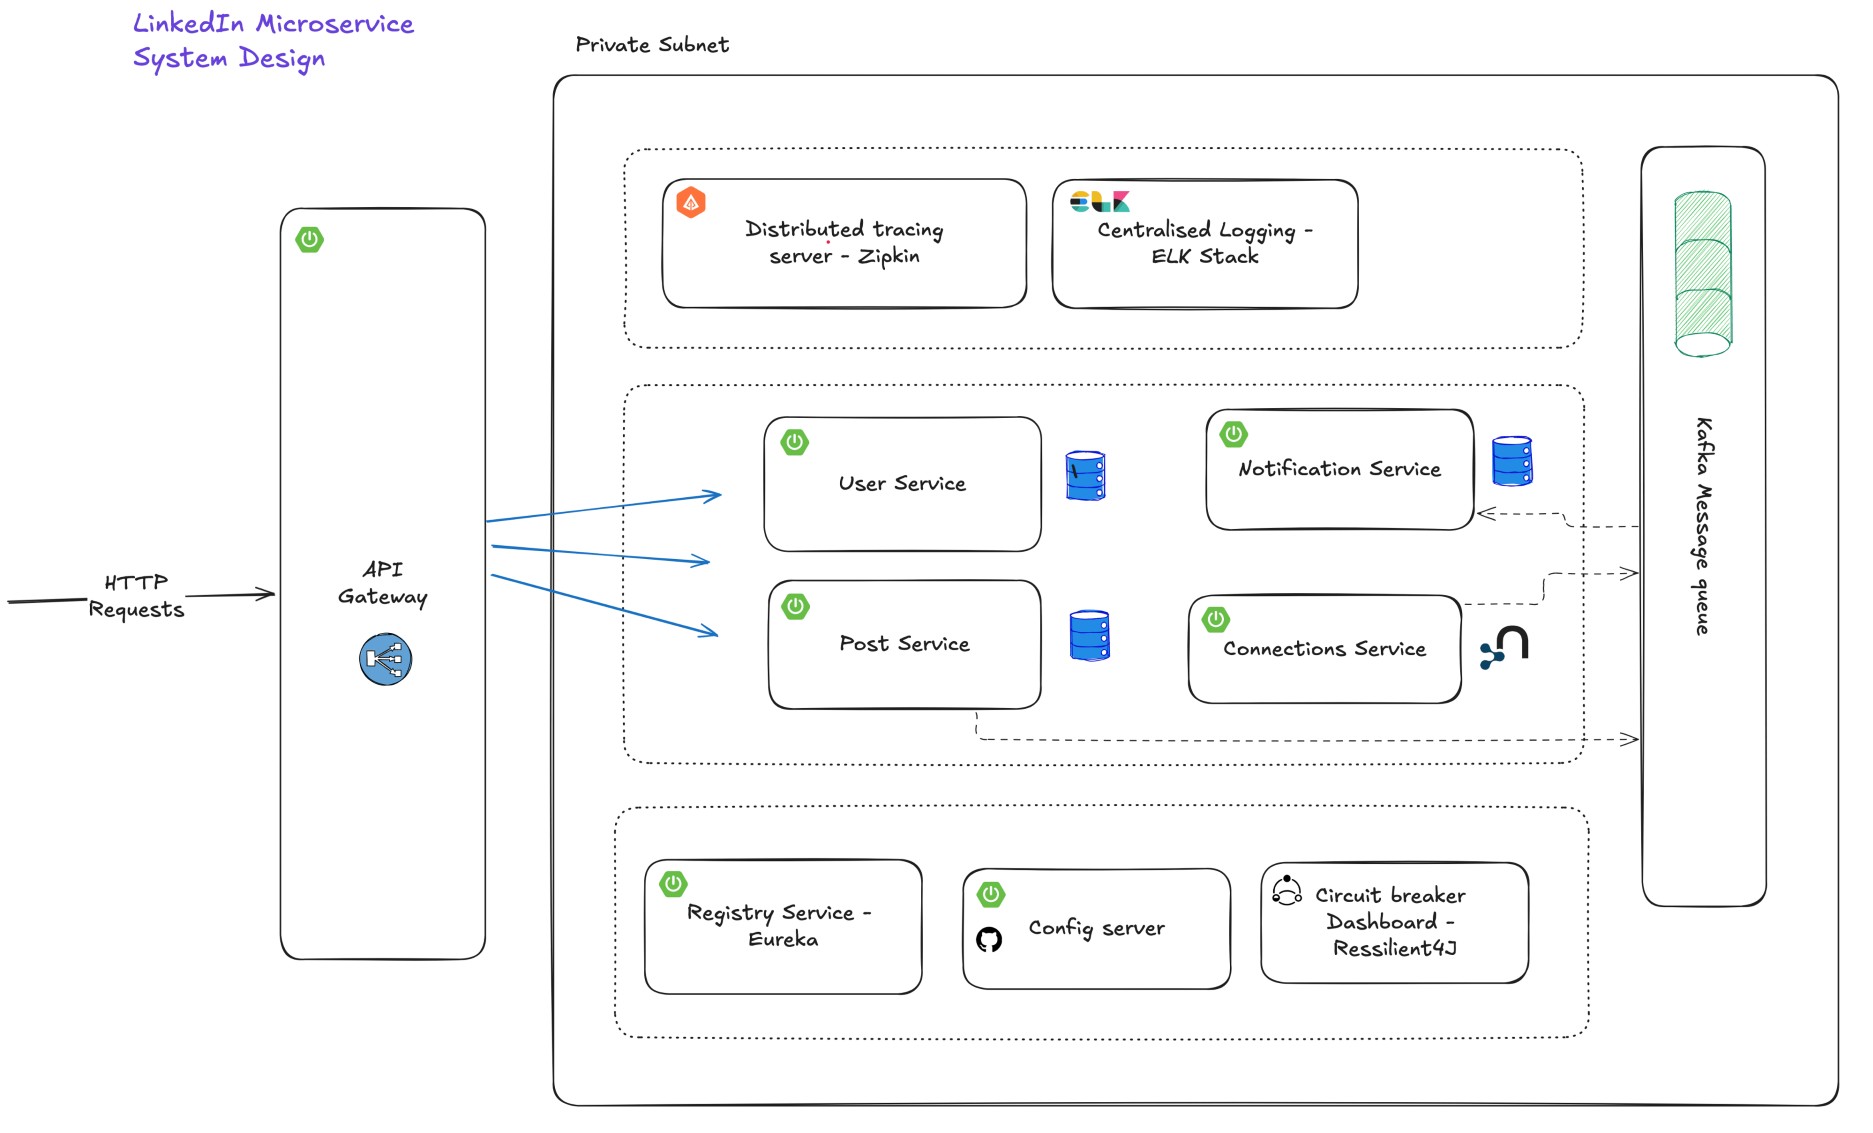 LinkedIn Microservice
System Design
Private Subnet
HTTP
Requests
API
Gateway
Distributed tracing
server - Zipkin
ELK
Centralised Logging -
ELK Stack
User Service
Notification Service
Post Service
Connections Service
Kafka Message queue
Registry Service -
Eureka
Config server
Circuit breaker
Dashboard -
Ressilient4J